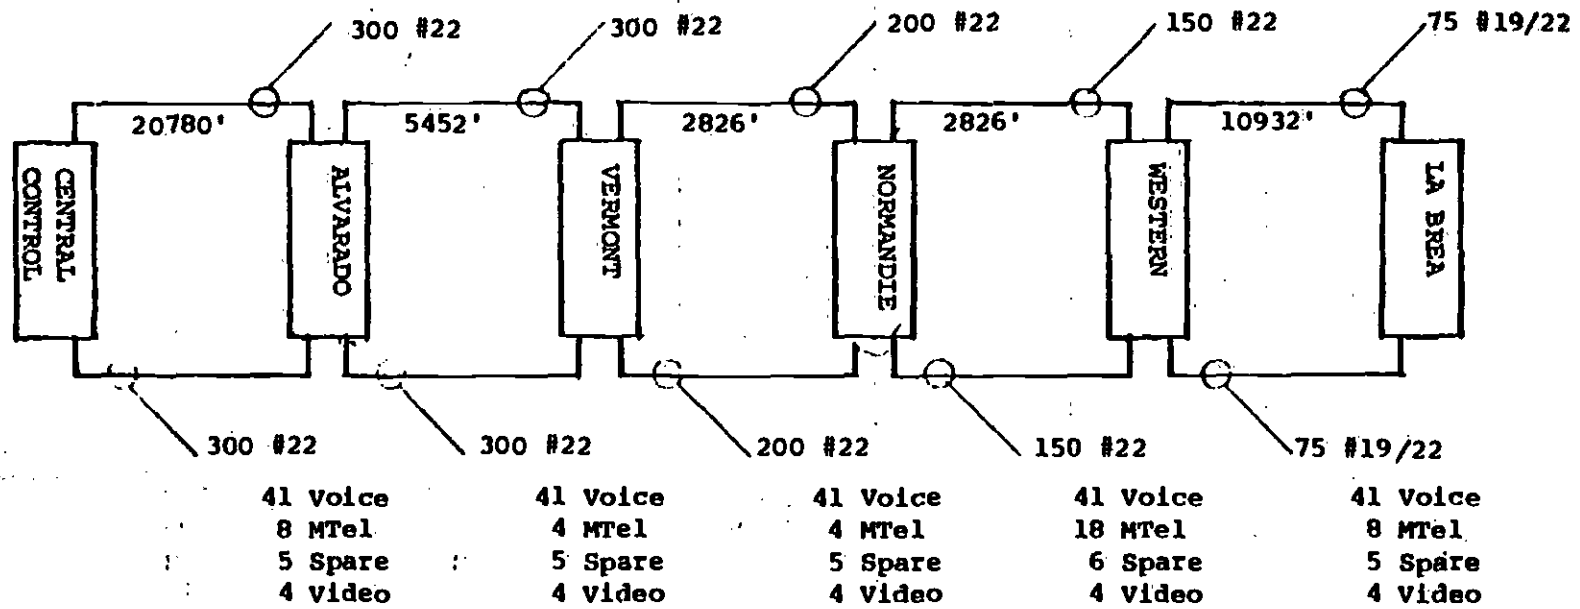 300 #22 300 #22 200 #22 150 #22 75 #19/22
20780' 5452' 2826' 2826' 10932'
CENTRAL CONTROL
ALVARADO
VERMONT
NORMANDIE
WESTERN
LA BREA
300 #22 300 #22 200 #22 150 #22 75 #19/22
41 Voice 41 Voice 41 Voice 41 Voice 41 Voice
8 MTel 4 MTel 4 MTel 18 MTel 8 MTel
5 Spare 5 Spare 5 Spare 6 Spare 5 Spare
4 Video 4 Video 4 Video 4 Video 4 Video